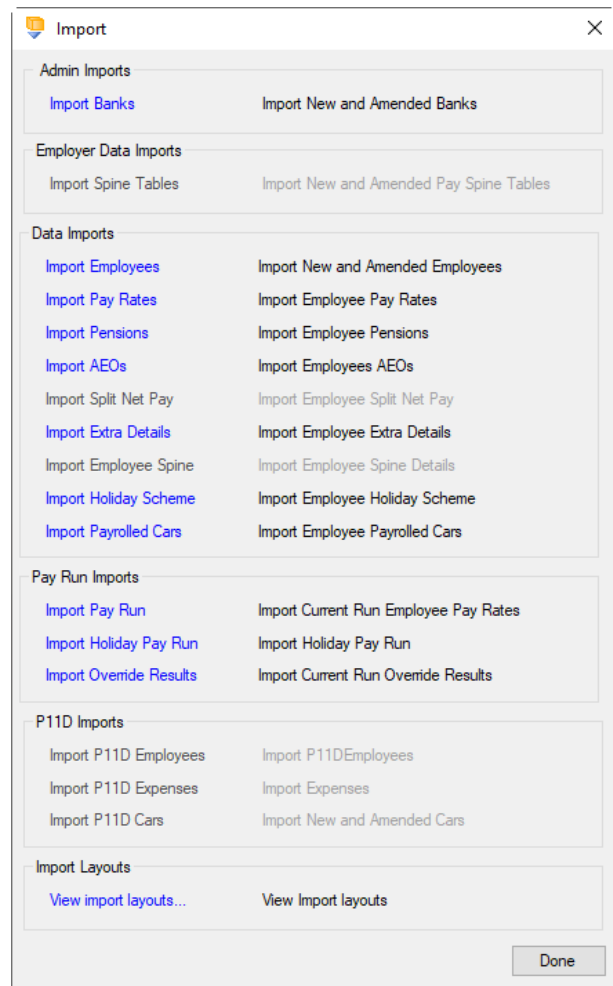 Import
Admin Imports
Import Banks Import New and Amended Banks
Employer Data Imports
Import Spine Tables Import New and Amended Pay Spine Tables
Data Imports
Import Employees Import New and Amended Employees
Import Pay Rates Import Employee Pay Rates
Import Pensions Import Employee Pensions
Import AEOs Import Employees AEOs
Import Split Net Pay Import Employee Split Net Pay
Import Extra Details Import Employee Extra Details
Import Employee Spine Import Employee Spine Details
Import Holiday Scheme Import Employee Holiday Scheme
Import Payrolled Cars Import Employee Payrolled Cars
Pay Run Imports
Import Pay Run Import Current Run Employee Pay Rates
Import Holiday Pay Run Import Holiday Pay Run
Import Override Results Import Current Run Override Results
P11D Imports
Import P11D Employees Import P11DEmployees
Import P11D Expenses Import Expenses
Import P11D Cars Import New and Amended Cars
Import Layouts
View import layouts... View Import layouts
Done